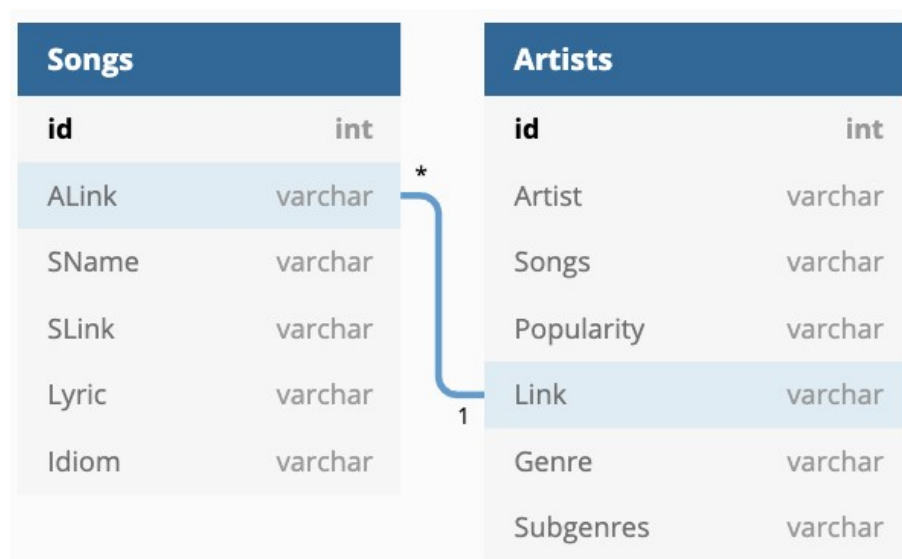 Songs
id int
ALink varchar
SName varchar
SLink varchar
Lyric varchar
Idiom varchar
*
1
Artists
id int
Artist varchar
Songs varchar
Popularity varchar
Link varchar
Genre varchar
Subgenres varchar